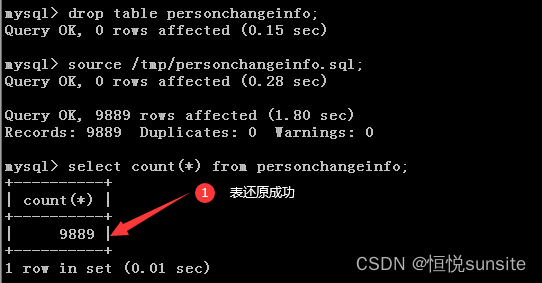 mysql> drop table personchangeinfo;
Query OK, 0 rows affected (0.15 sec)
mysql> source /tmp/personchangeinfo.sql;
Query OK, 0 rows affected (0.28 sec)
Query OK, 9889 rows affected (1.80 sec)
Records: 9889  Duplicates: 0  Warnings: 0
mysql> select count(*) from personchangeinfo;
+----------+
| count(*) |
+----------+
|     9889 |
+----------+
1 表还原成功
1 row in set (0.01 sec)
CSDN @恒悦sunsite